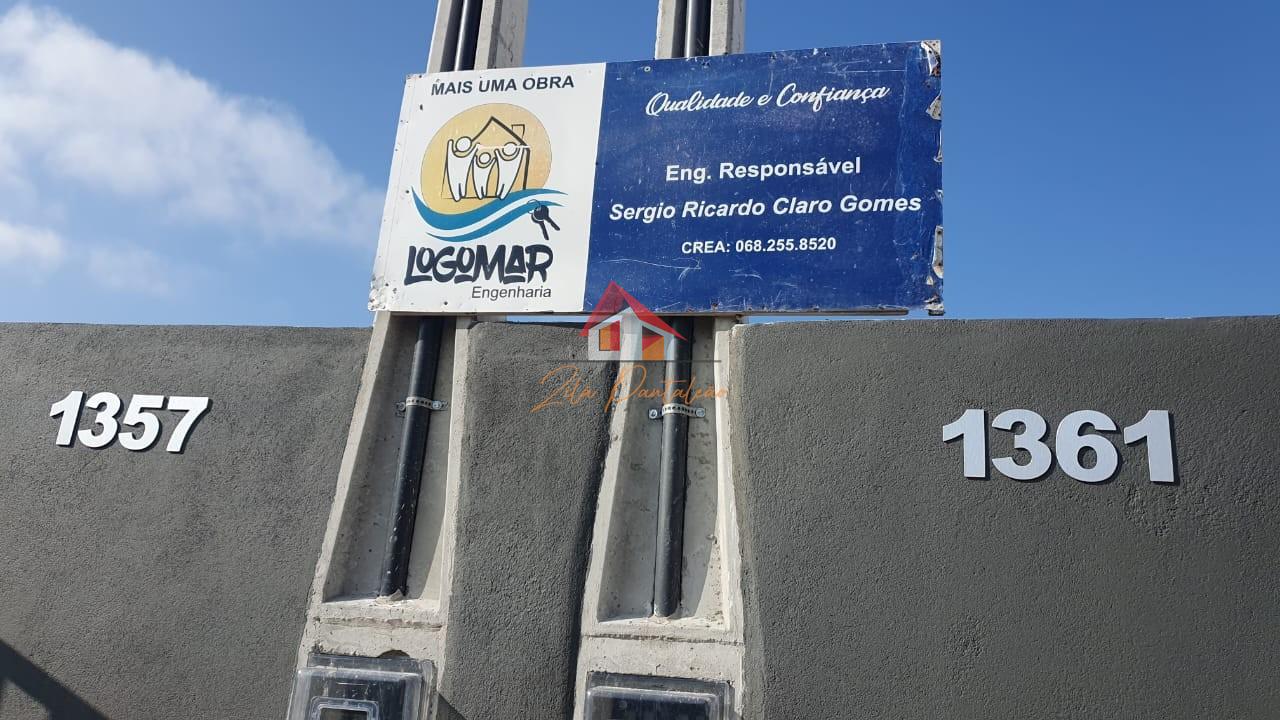 MAIS UMA OBRA
LOGOMAR
Engenharia
Qualidade e Confiança
Eng. Responsável
Sergio Ricardo Claro Gomes
CREA: 068.255.8520
1357
1361
Zila Pantaleão